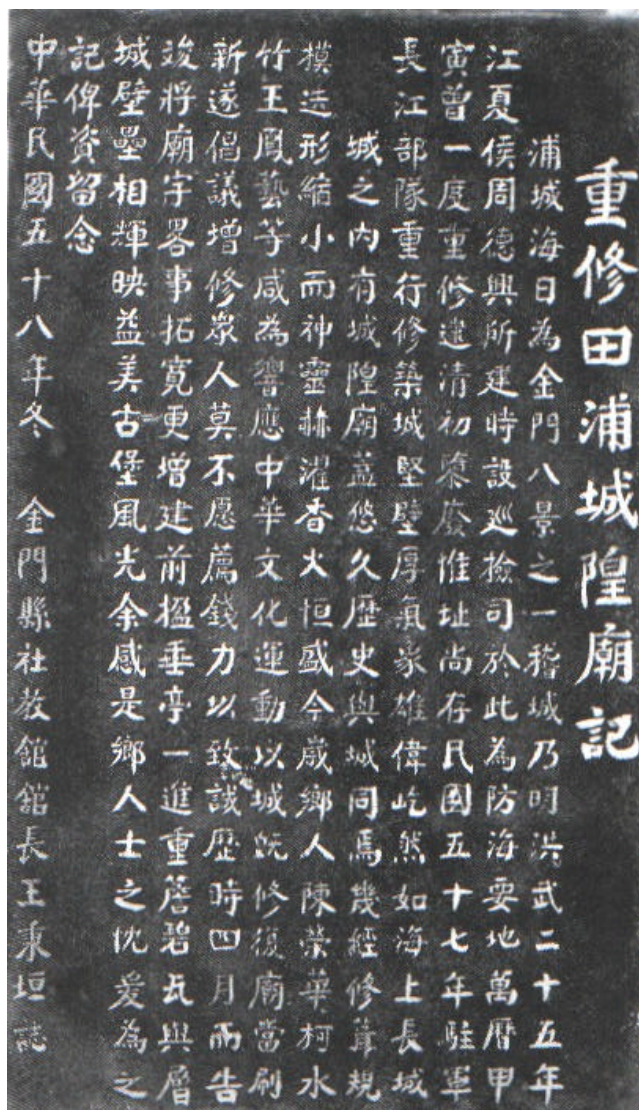 重修田浦城隍廟記
浦城海日為金門八景之一稽城乃明洪武二十五年
江夏侯周德興所建時設巡撿司於此為防海要地萬曆甲
寅曾一度重修遠清初隳廢惟址尚存民國五十七年駐軍
長江部隊重行修築城堅壁厚氣象雄偉屹然如海上長城
城之內有城隍廟蓋悠久歷史與城同焉幾經修葺規
模迭形縮小而神靈赫濯香火恒盛今歲鄉人陳榮華柯水
竹王鳳藝等咸為響應中華文化運動以城旣修復廟當刷
新遂倡議增修眾人莫不愿薦錢力以致誠歷時四月而告
竣將廟宇畧事拓寬更增建前楹垂亭一進重簷碧瓦與層
城壁壘相輝映益美古堡風光余感是鄉人士之忱爰為之
記俾資留念
中華民國五十八年冬　金門縣社教館舘長王秉垣誌